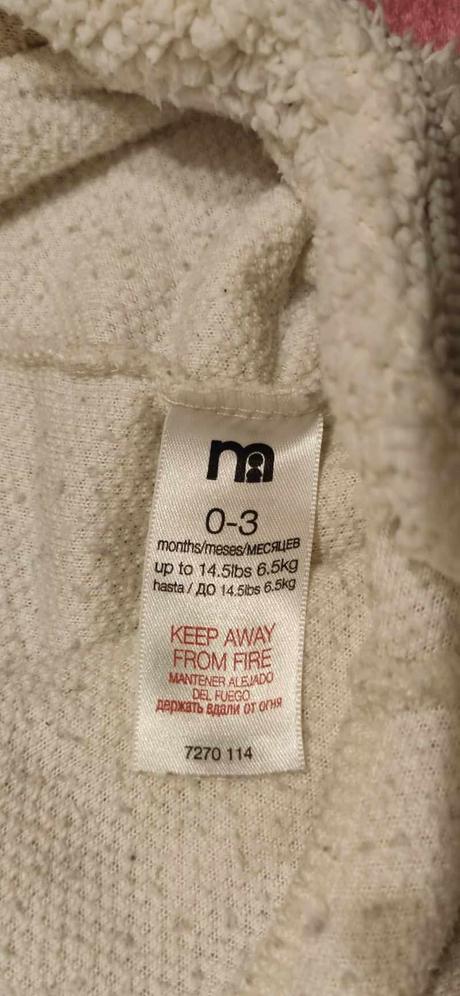 m
0-3
months/meses/МЕСЯЦЕВ
up to 14.5lbs 6.5kg
hasta / ДО 14.5lbs 6.5kg
KEEP AWAY
FROM FIRE
MANTENER ALEJADO
DEL FUEGO
держать вдали от огня
7270 114